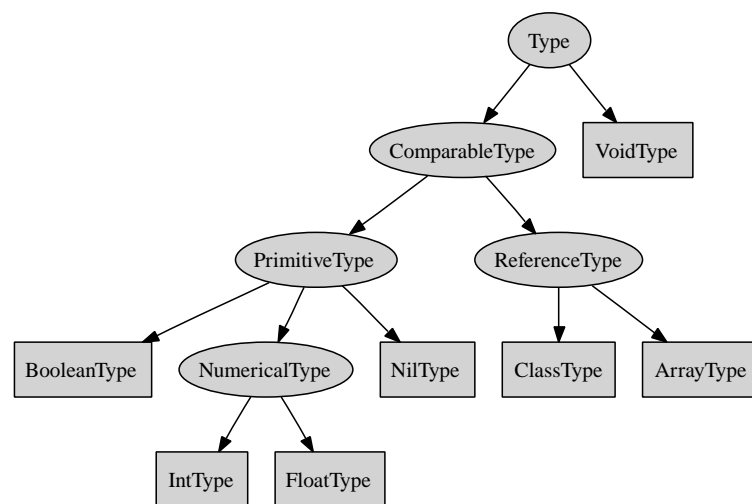 Type
ComparableType
VoidType
PrimitiveType
ReferenceType
BooleanType
NumericalType
NilType
ClassType
ArrayType
IntType
FloatType